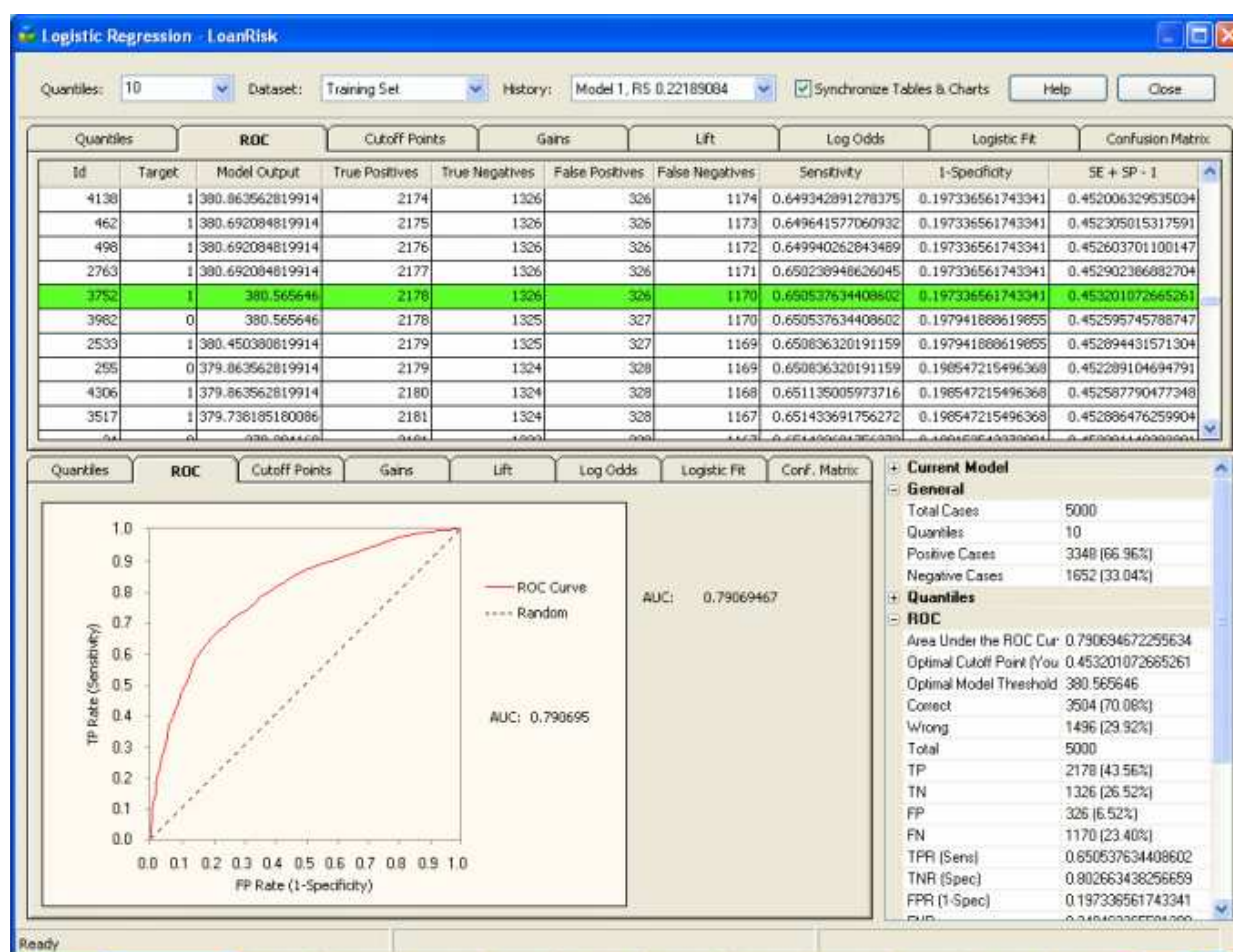 Logistic Regression - LoanRisk
Quantiles: 10 Dataset: Training Set History: Model 1, RS 0.22189084 Synchronize Tables & Charts Help Close
Quantiles ROC Cutoff Points Gains Lift Log Odds Logistic Fit Confusion Matrix
Id Target Model Output True Positives True Negatives False Positives False Negatives Sensitivity 1-Specificity SE + SP - 1
4138 1 380.863562819914 2174 1326 326 1174 0.649342891278375 0.197336561743341 0.452006329535034
462 1 380.692084819914 2175 1326 326 1173 0.649641577060932 0.197336561743341 0.452305015317591
498 1 380.692084819914 2176 1326 326 1172 0.649940262843489 0.197336561743341 0.452603701100147
2763 1 380.692084819914 2177 1326 326 1171 0.650238948626045 0.197336561743341 0.452902386882704
3752 1 380.565646 2178 1326 326 1170 0.650537634408602 0.197336561743341 0.453201072665261
3982 0 380.565646 2178 1325 327 1170 0.650537634408602 0.197941888619855 0.452595745788747
2533 1 380.450380819914 2179 1325 327 1169 0.650836320191159 0.197941888619855 0.452894431571304
255 0 379.863562819914 2179 1324 328 1169 0.650836320191159 0.198547215496368 0.452289104694791
4306 1 379.863562819914 2180 1324 328 1168 0.651135005973716 0.198547215496368 0.452587790477348
3517 1 379.738185180086 2181 1324 328 1167 0.651433691756272 0.198547215496368 0.452886476259904
Quantiles ROC Cutoff Points Gains Lift Log Odds Logistic Fit Conf. Matrix
1.0
0.9
0.8
0.7
0.6
0.5
0.4
0.3
0.2
0.1
0.0
TP Rate (Sensitivity)
0.0 0.1 0.2 0.3 0.4 0.5 0.6 0.7 0.8 0.9 1.0
FP Rate (1-Specificity)
ROC Curve
Random
AUC: 0.790695
AUC: 0.79069467
Current Model
General
Total Cases 5000
Quantiles 10
Positive Cases 3348 (66.96%)
Negative Cases 1652 (33.04%)
Quantiles
ROC
Area Under the ROC Cur 0.790694672255634
Optimal Cutoff Point (You 0.453201072665261
Optimal Model Threshold 380.565646
Correct 3504 (70.08%)
Wrong 1496 (29.92%)
Total 5000
TP 2178 (43.56%)
TN 1326 (26.52%)
FP 326 (6.52%)
FN 1170 (23.40%)
TPR (Sens) 0.650537634408602
TNR (Spec) 0.802663438256659
FPR (1-Spec) 0.197336561743341
Ready